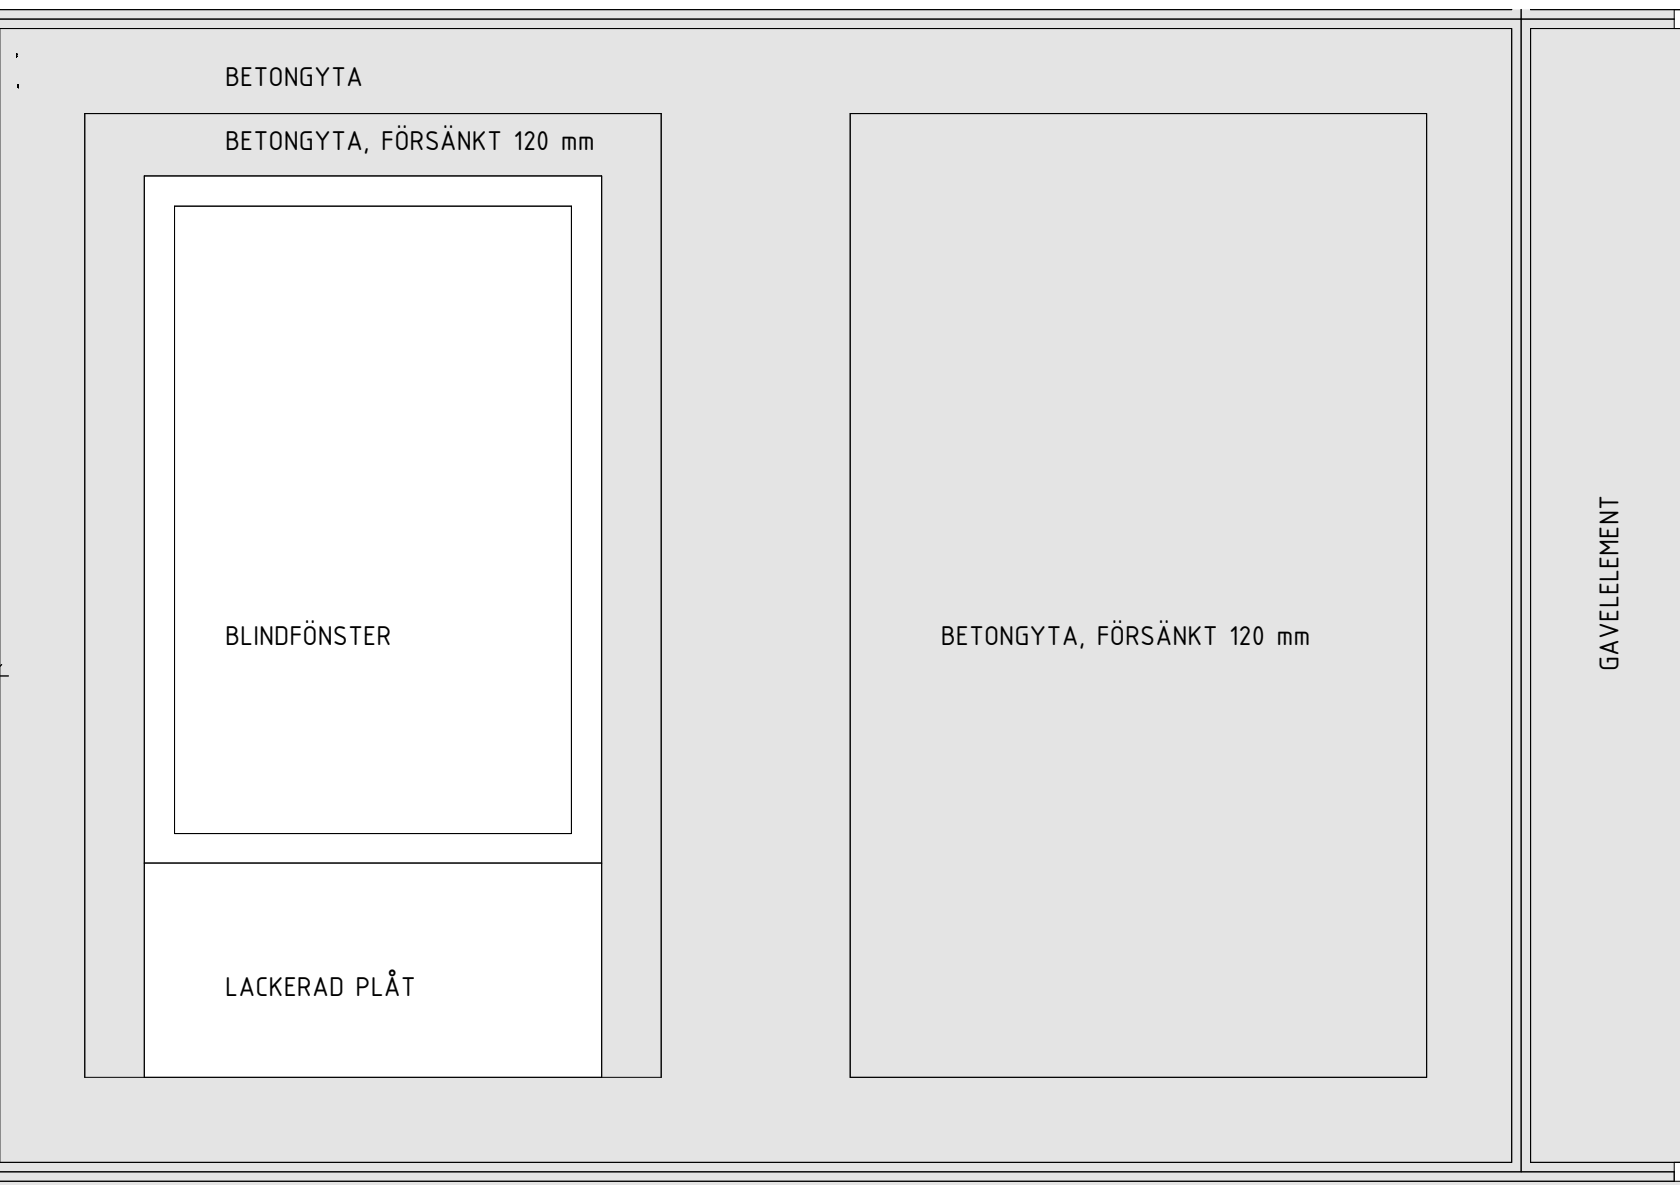 BETONGYTA
BETONGYTA, FÖRSÄNKT 120 mm
BLINDFÖNSTER
BETONGYTA, FÖRSÄNKT 120 mm
GAVELELEMENT
LACKERAD PLÅT